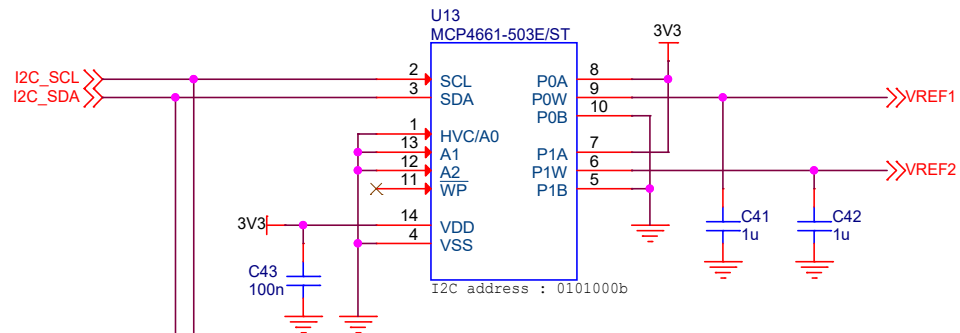 U13
MCP4661-503E/ST
3V3
I2C_SCL 2 SCL P0A 8
I2C_SDA 3 SDA P0W 9 VREF1
P0B 10
1 HVC/A0
13 A1 P1A 7
12 A2 P1W 6 VREF2
11 WP P1B 5
3V3 14 VDD
4 VSS
C41
1u
C42
1u
C43
100n
I2C address : 0101000b